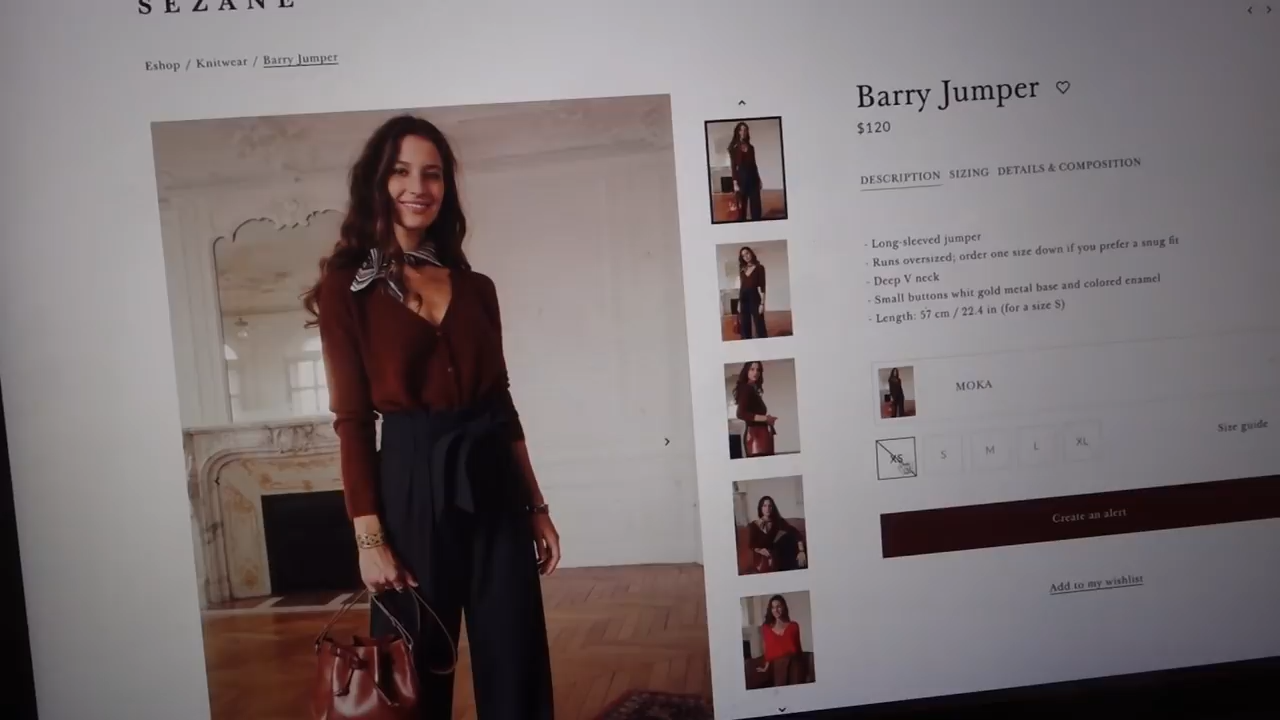 SÉZANE
Eshop / Knitwear / Barry Jumper
Barry Jumper
$120
DESCRIPTION SIZING DETAILS & COMPOSITION
- Long-sleeved jumper
- Runs oversized; order one size down if you prefer a snug fit
- Deep V neck
- Small buttons whit gold metal base and colored enamel
- Length: 57 cm / 22.4 in (for a size S)
MOKA
Size guide
XS S M L XL
Create an alert
Add to my wishlist